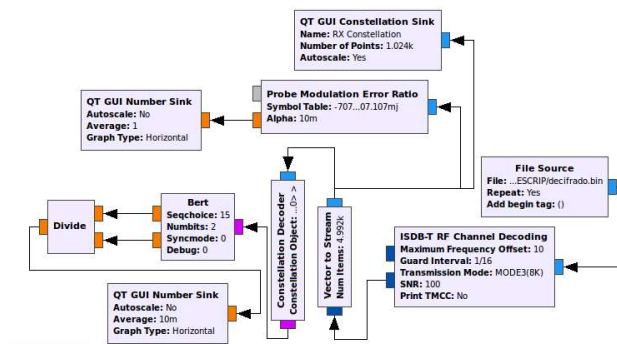 QT GUI Constellation Sink
Name: RX Constellation
Number of Points: 1.024k
Autoscale: Yes
Probe Modulation Error Ratio
Symbol Table: -707...07.107mj
Alpha: 10m
QT GUI Number Sink
Autoscale: No
Average: 1
Graph Type: Horizontal
File Source
File: ...ESCRIP/decifrado.bin
Repeat: Yes
Add begin tag: ()
Divide
Bert
Seqchoice: 15
Numbits: 2
Syncmode: 0
Debug: 0
Constellation Decoder
Constellation Object: ...0> >
Vector to Stream
Num Items: 4.992k
ISDB-T RF Channel Decoding
Maximum Frequency Offset: 10
Guard Interval: 1/16
Transmission Mode: MODE3(8K)
SNR: 100
Print TMCC: No
QT GUI Number Sink
Autoscale: No
Average: 10m
Graph Type: Horizontal